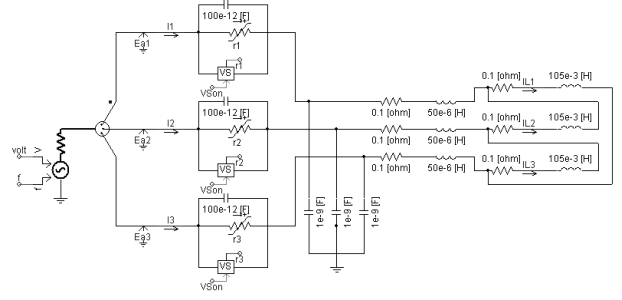 100e-12 [F]
I1
Ea1
r1
r1
VS
VSon
0.1 [ohm]
IL1
105e-3 [H]
0.1 [ohm]
50e-6 [H]
100e-12 [F]
I2
Ea2
r2
r2
VS
VSon
0.1 [ohm]
IL2
105e-3 [H]
0.1 [ohm]
50e-6 [H]
volt
V
f
f
S
0.1 [ohm]
IL3
105e-3 [H]
0.1 [ohm]
50e-6 [H]
100e-12 [F]
I3
Ea3
r3
r3
VS
VSon
1e-9 [F]
1e-9 [F]
1e-9 [F]